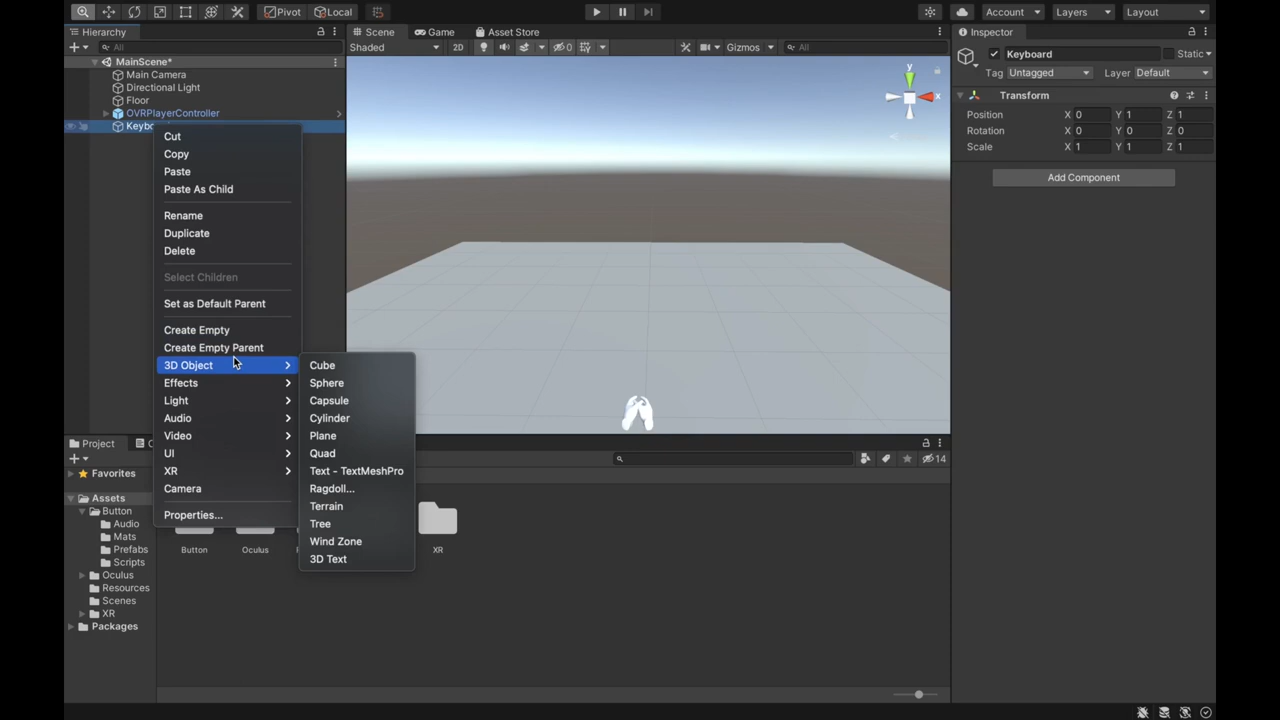 Pivot Local Account Layers Layout
Hierarchy
All
MainScene*
Main Camera
Directional Light
Floor
OVRPlayerController
Keybo
Cut
Copy
Paste
Paste As Child
Rename
Duplicate
Delete
Select Children
Set as Default Parent
Create Empty
Create Empty Parent
3D Object
Effects
Light
Audio
Video
UI
XR
Camera
Properties...
Cube
Sphere
Capsule
Cylinder
Plane
Quad
Text - TextMeshPro
Ragdoll...
Terrain
Tree
Wind Zone
3D Text
Scene Game Asset Store
Shaded 2D 0 Gizmos All
y
x
Inspector
Keyboard Static
Tag Untagged Layer Default
Transform
Position X 0 Y 1 Z 1
Rotation X 0 Y 0 Z 0
Scale X 1 Y 1 Z 1
Add Component
Project C
14
Favorites
Assets
Button
Audio
Mats
Prefabs
Scripts
Oculus
Resources
Scenes
XR
Packages
Button Oculus XR